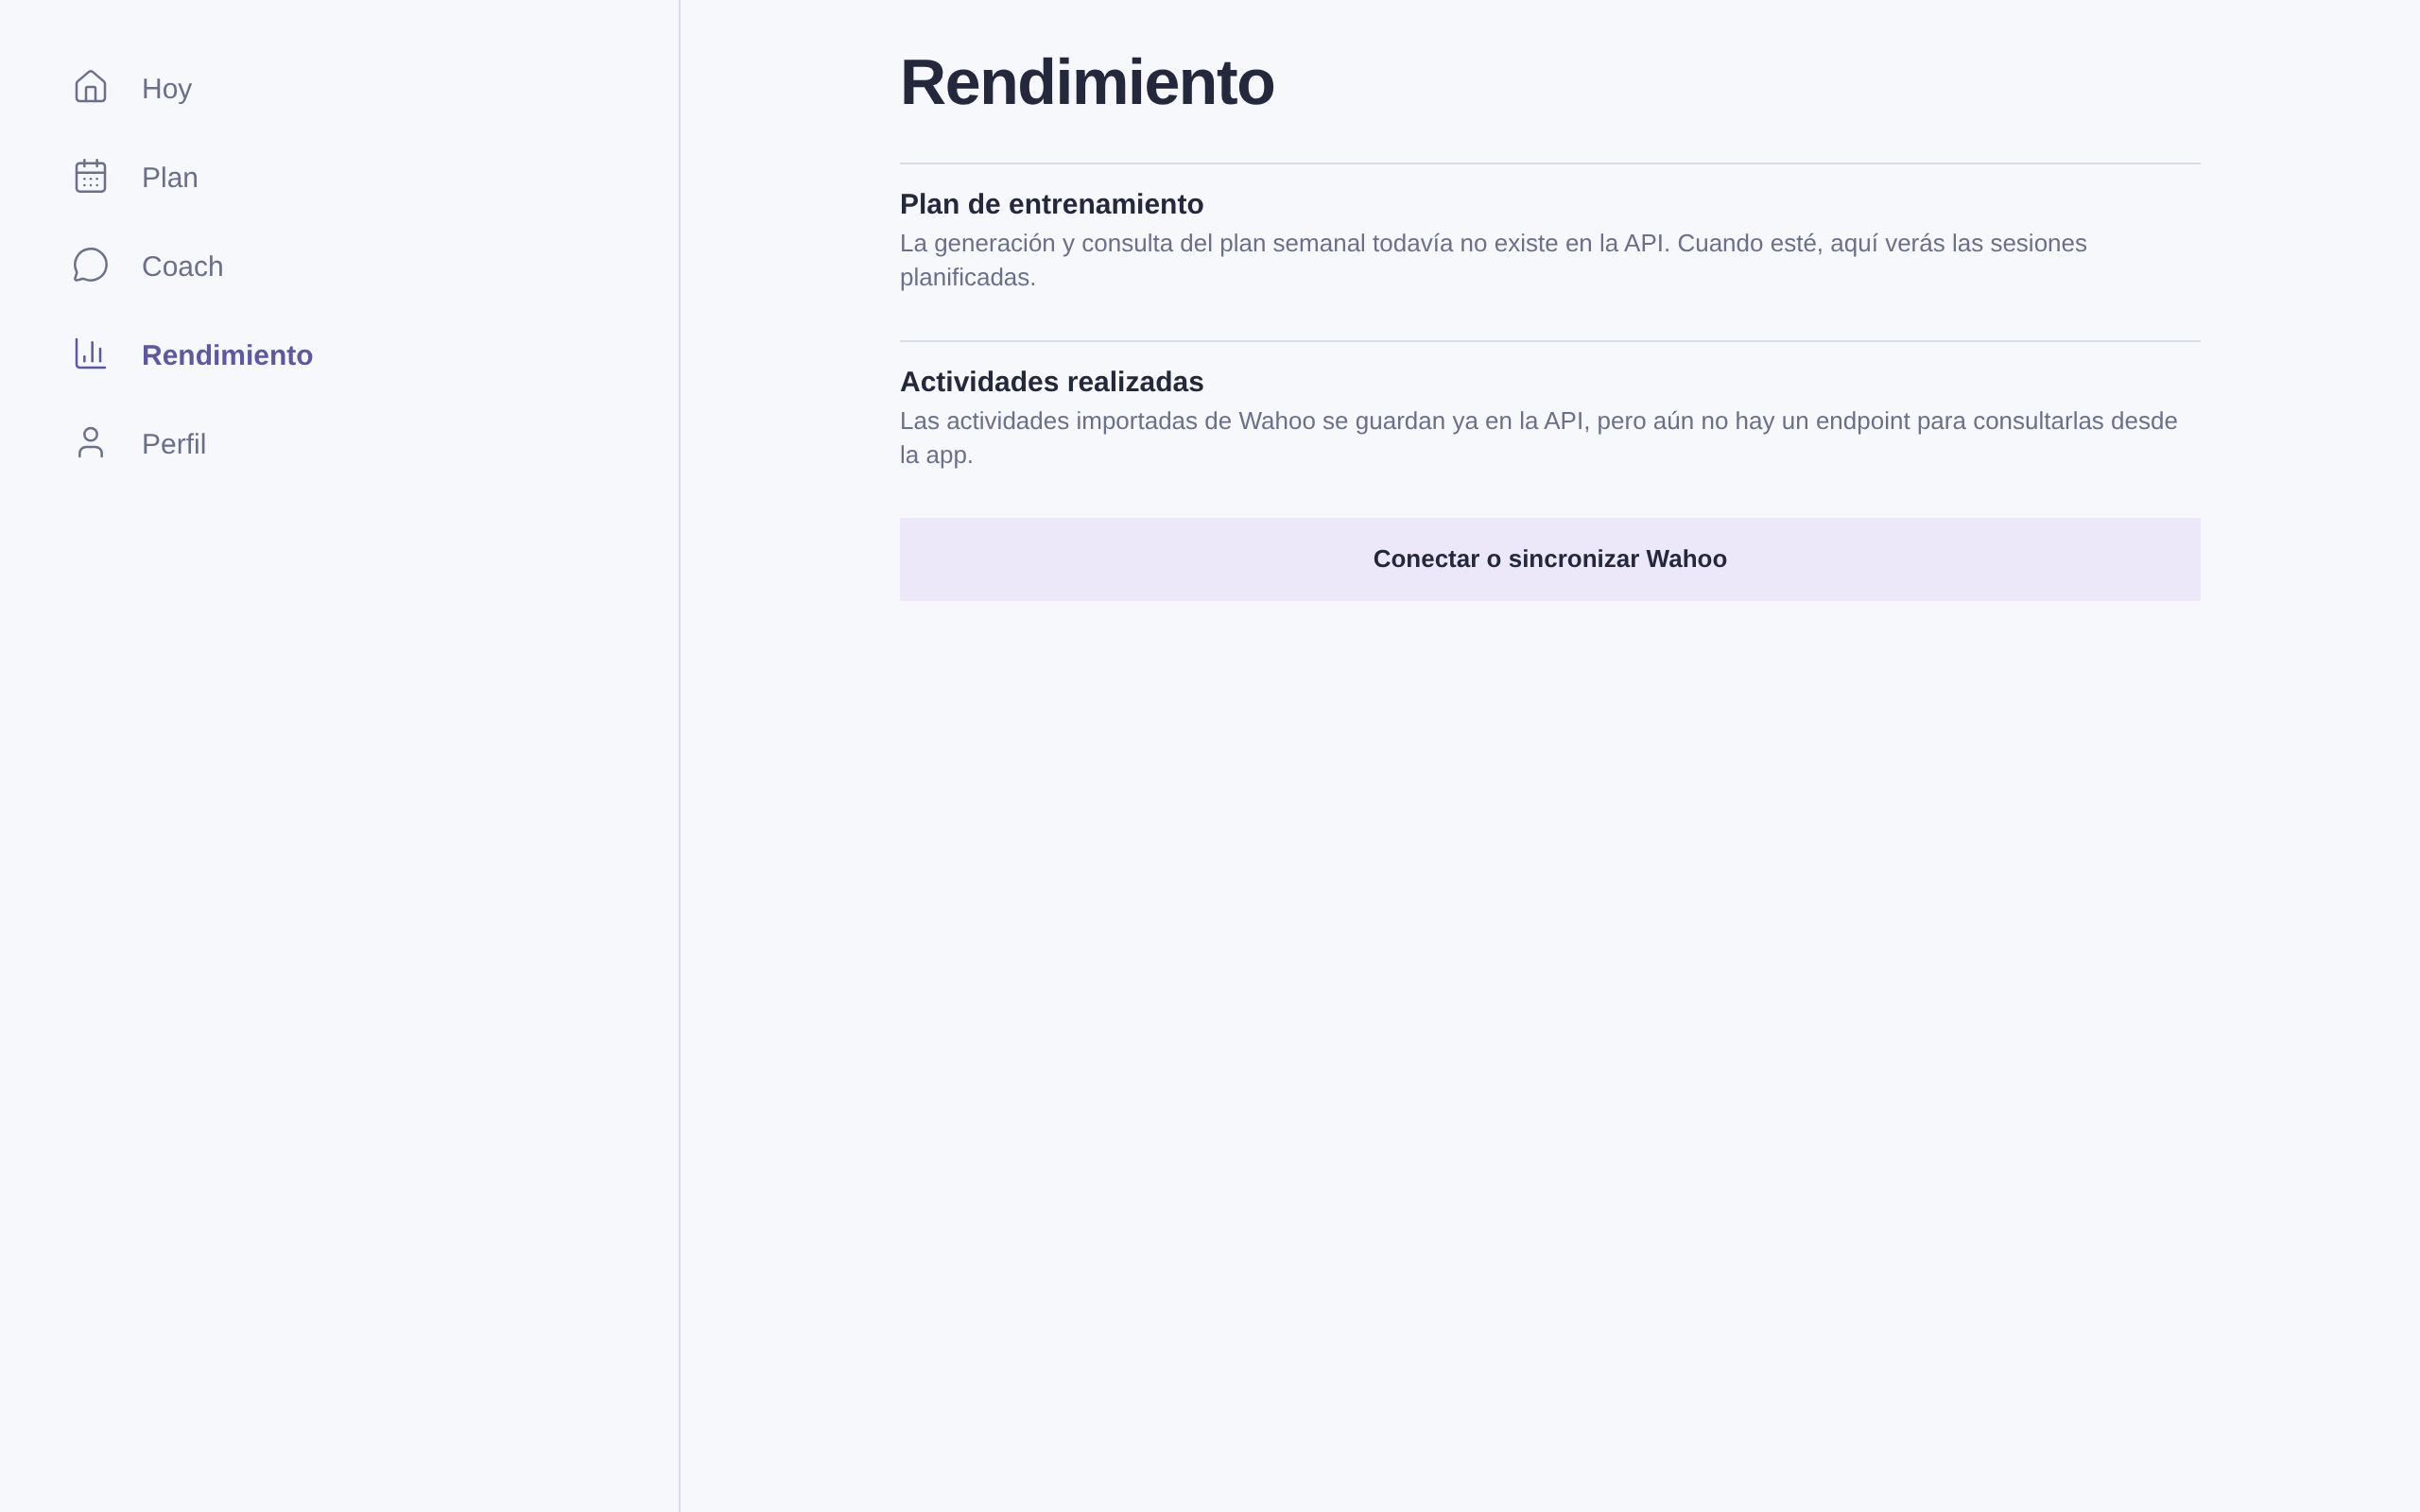 Hoy
Plan
Coach
Rendimiento
Perfil
Rendimiento
Plan de entrenamiento
La generación y consulta del plan semanal todavía no existe en la API. Cuando esté, aquí verás las sesiones
planificadas.
Actividades realizadas
Las actividades importadas de Wahoo se guardan ya en la API, pero aún no hay un endpoint para consultarlas desde
la app.
Conectar o sincronizar Wahoo